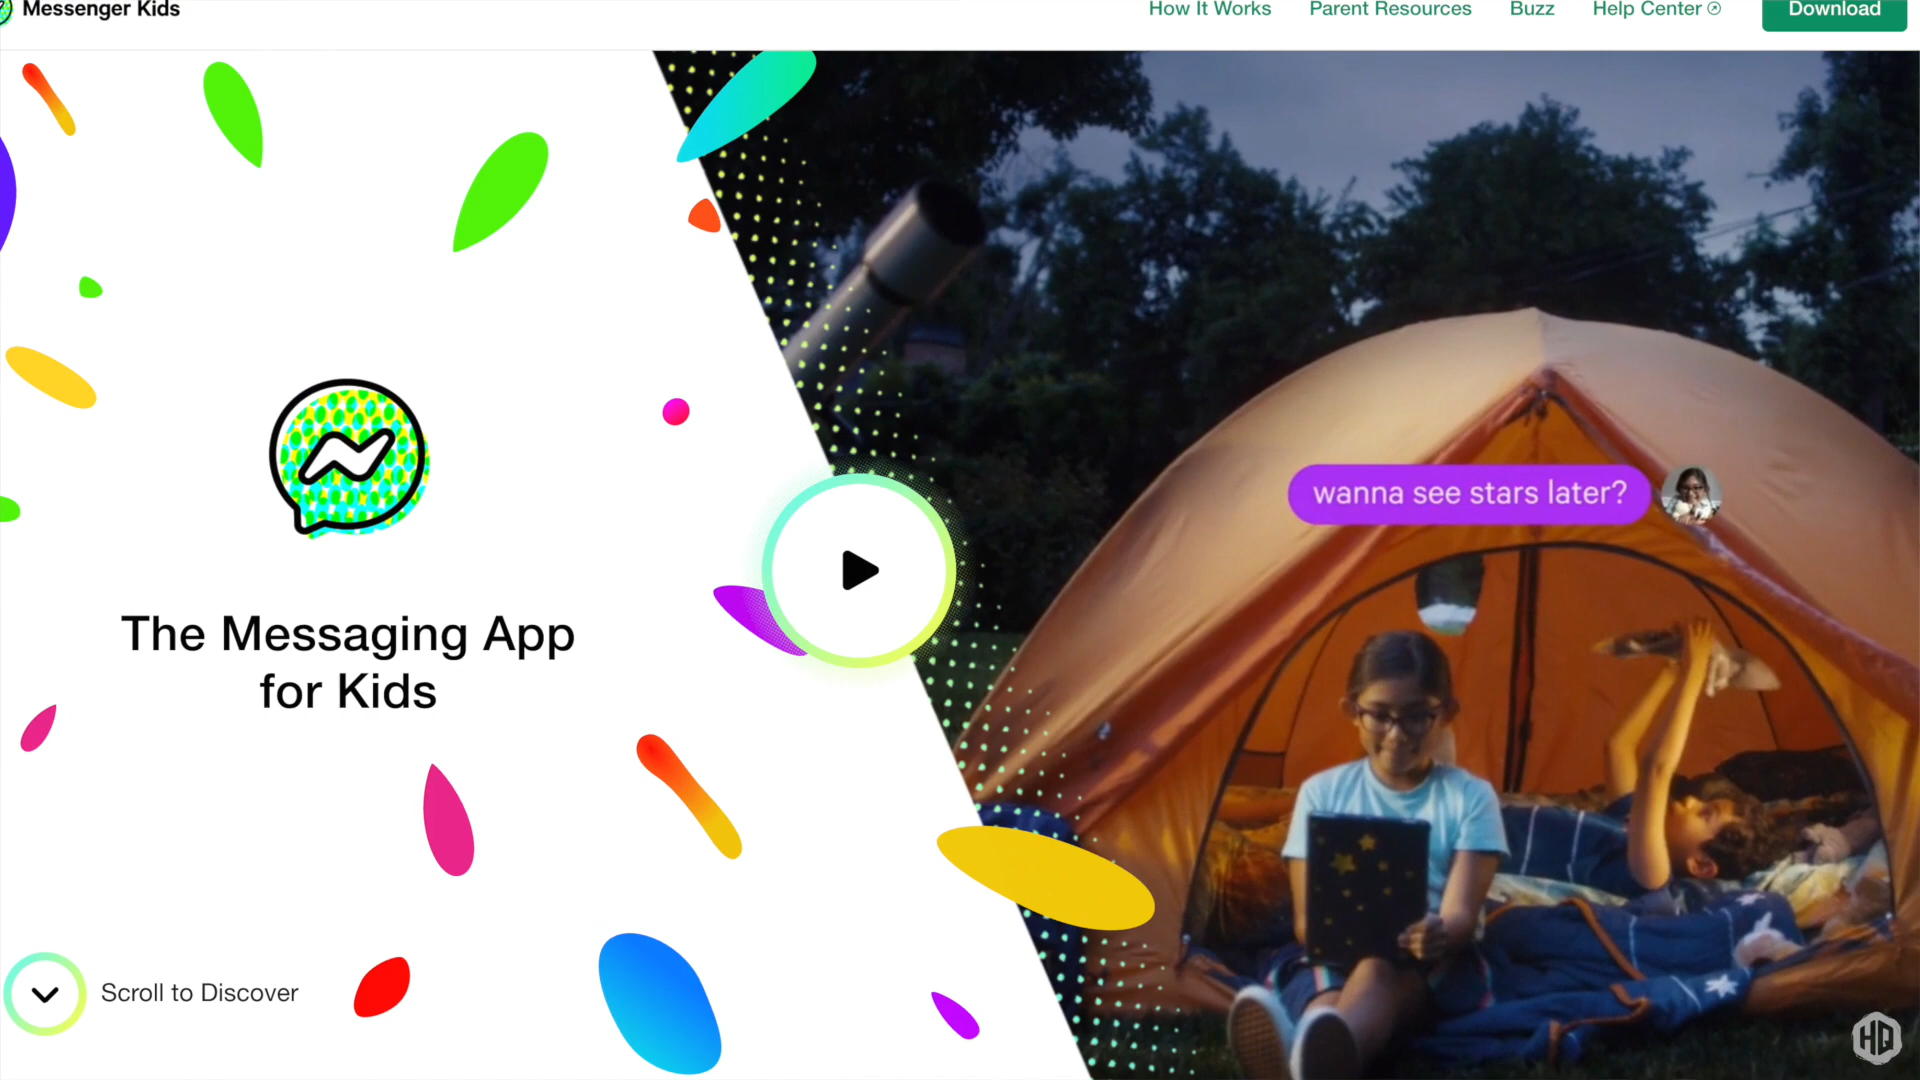 Messenger Kids
How It Works
Parent Resources
Buzz
Help Center
Download
wanna see stars later?
The Messaging App
for Kids
Scroll to Discover
HQ